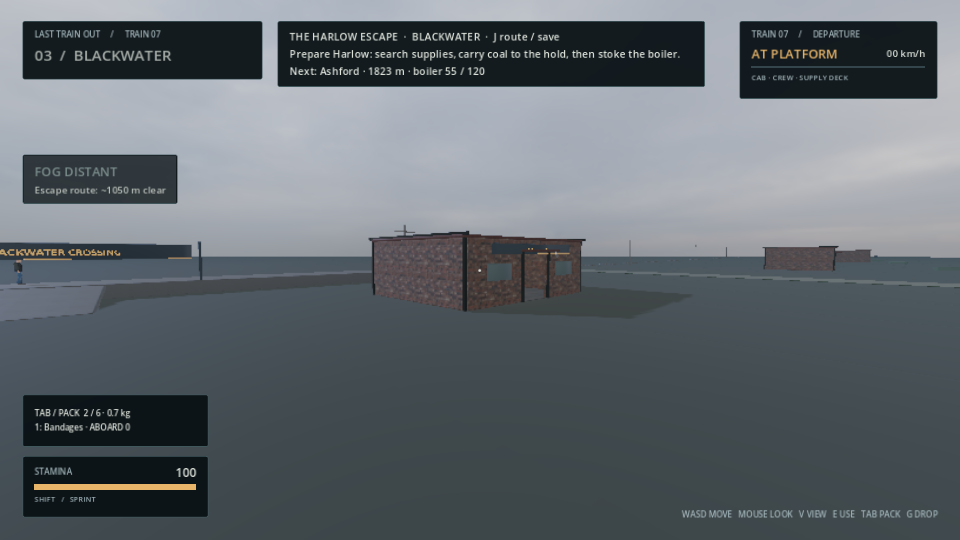 LAST TRAIN OUT / TRAIN 07
03 / BLACKWATER
THE HARLOW ESCAPE · BLACKWATER · J route / save
Prepare Harlow: search supplies, carry coal to the hold, then stoke the boiler.
Next: Ashford · 1823 m · boiler 55 / 120
TRAIN 07 / DEPARTURE
AT PLATFORM 00 km/h
CAB · CREW · SUPPLY DECK
FOG DISTANT
Escape route: ~1050 m clear
ACKWATER CROSSING
TAB / PACK 2 / 6 · 0.7 kg
1: Bandages · ABOARD 0
STAMINA 100
SHIFT / SPRINT
WASD MOVE MOUSE LOOK V VIEW E USE TAB PACK G DROP